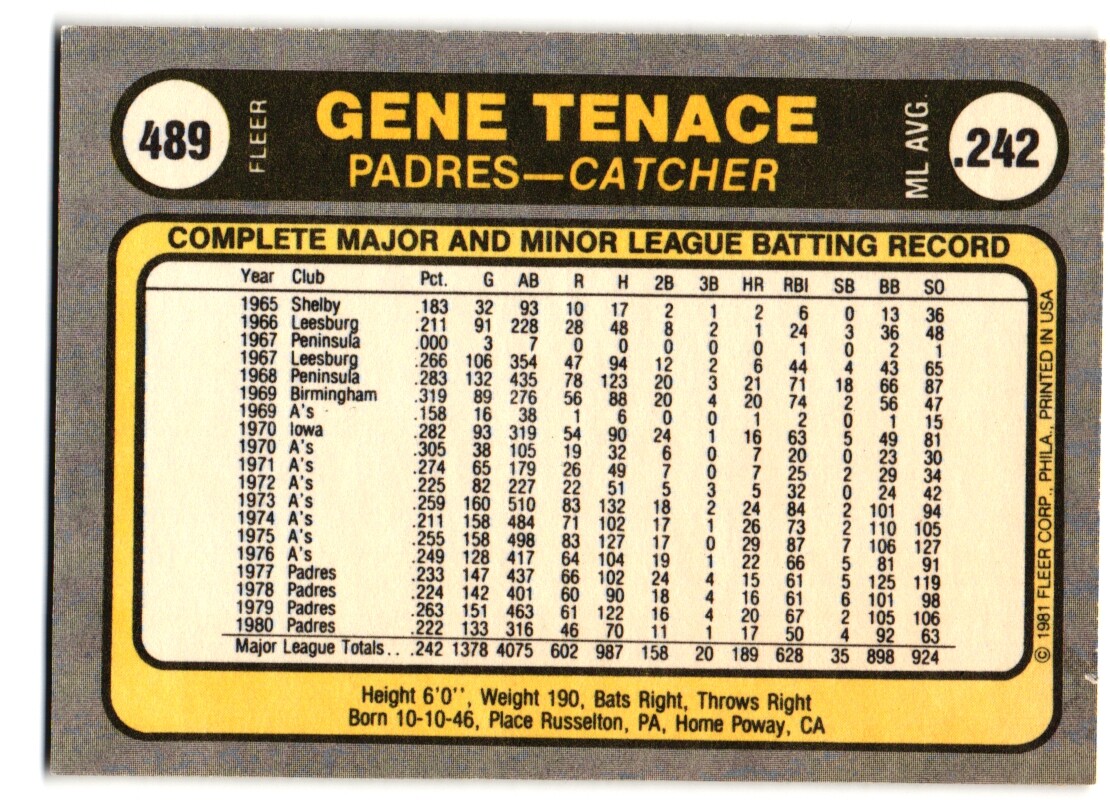 489 FLEER GENE TENACE ML AVG. .242
PADRES—CATCHER
COMPLETE MAJOR AND MINOR LEAGUE BATTING RECORD
Year Club Pct. G AB R H 2B 3B HR RBI SB BB SO
1965 Shelby .183 32 93 10 17 2 1 2 6 0 13 36
1966 Leesburg .211 91 228 28 48 8 2 1 24 3 36 48
1967 Peninsula .000 3 7 0 0 0 0 0 1 0 2 1
1967 Leesburg .266 106 354 47 94 12 2 6 44 4 43 65
1968 Peninsula .283 132 435 78 123 20 3 21 71 18 66 87
1969 Birmingham .319 89 276 56 88 20 4 20 74 2 56 47
1969 A's .158 16 38 1 6 0 0 1 2 0 1 15
1970 Iowa .282 93 319 54 90 24 1 16 63 5 49 81
1970 A's .305 38 105 19 32 6 0 7 20 0 23 30
1971 A's .274 65 179 26 49 7 0 7 25 2 29 34
1972 A's .225 82 227 22 51 5 3 5 32 0 24 42
1973 A's .259 160 510 83 132 18 2 24 84 2 101 94
1974 A's .211 158 484 71 102 17 1 26 73 2 110 105
1975 A's .255 158 498 83 127 17 0 29 87 7 106 127
1976 A's .249 128 417 64 104 19 1 22 66 5 81 91
1977 Padres .233 147 437 66 102 24 4 15 61 5 125 119
1978 Padres .224 142 401 60 90 18 4 16 61 6 101 98
1979 Padres .263 151 463 61 122 16 4 20 67 2 105 106
1980 Padres .222 133 316 46 70 11 1 17 50 4 92 63
Major League Totals . . .242 1378 4075 602 987 158 20 189 628 35 898 924
© 1981 FLEER CORP., PHILA., PRINTED IN USA
Height 6'0'', Weight 190, Bats Right, Throws Right
Born 10-10-46, Place Russelton, PA, Home Poway, CA